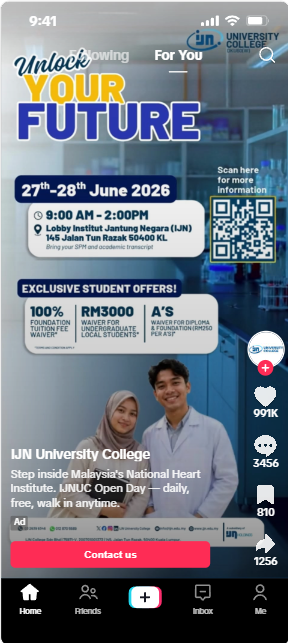 9:41
Following
For You
ijn UNIVERSITY
COLLEGE
Unlock
YOUR
FUTURE
Scan here
for more
information
27th-28th June 2026
9:00 AM - 2:00PM
Lobby Institut Jantung Negara (IJN)
145 Jalan Tun Razak 50400 KL
Bring your SPM and academic transcript
EXCLUSIVE STUDENT OFFERS!
100%
FOUNDATION
TUITION FEE
WAIVER*
RM3000
WAIVER FOR
UNDERGRADUATE
LOCAL STUDENTS*
A'S
WAIVER FOR DIPLOMA
& FOUNDATION (RM250
PER A'S)*
991K
3456
810
1256
IJN University College
Step inside Malaysia's National Heart
Institute. IJNUC Open Day — daily,
free, walk in anytime.
Ad
Contact us
Home
Friends
Inbox
Me